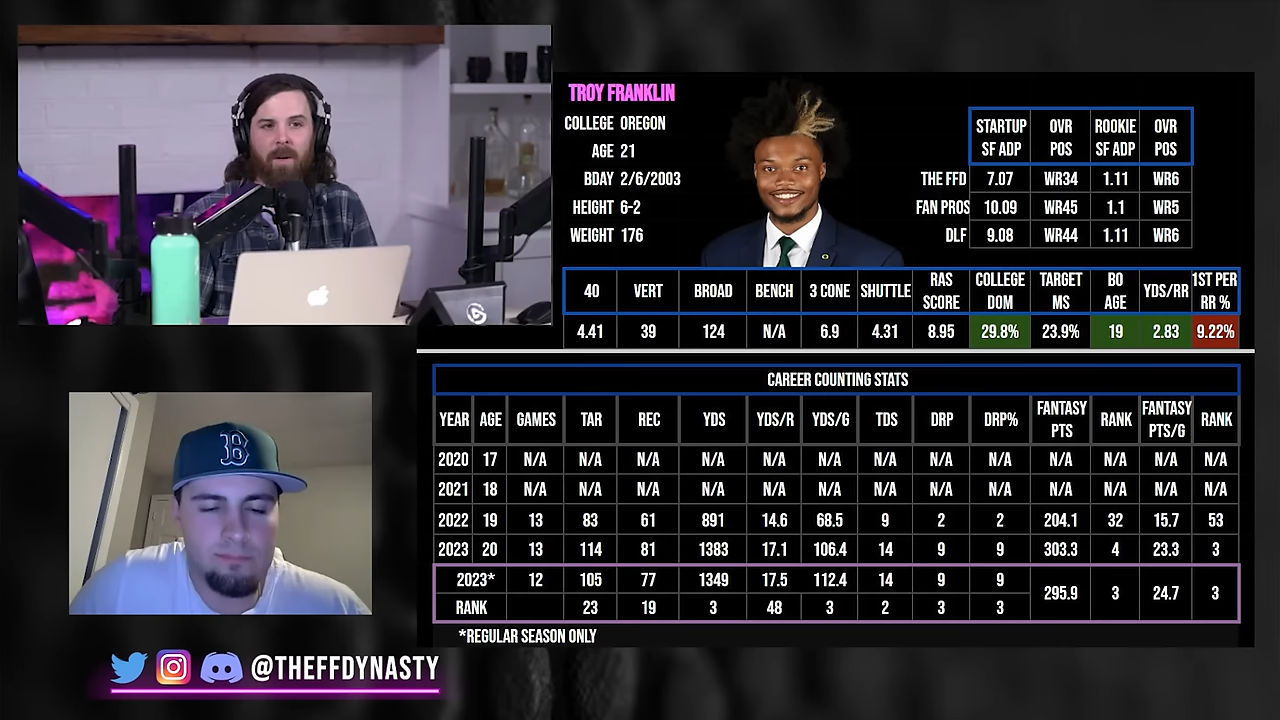 TROY FRANKLIN
COLLEGE OREGON
AGE 21
BDAY 2/6/2003
HEIGHT 6-2
WEIGHT 176
STARTUP SF ADP OVR POS ROOKIE SF ADP OVR POS
THE FFD 7.07 WR34 1.11 WR6
FAN PROS 10.09 WR45 1.1 WR5
DLF 9.08 WR44 1.11 WR6
40 VERT BROAD BENCH 3 CONE SHUTTLE RAS SCORE COLLEGE DOM TARGET MS BO AGE YDS/RR 1ST PER RR %
4.41 39 124 N/A 6.9 4.31 8.95 29.8% 23.9% 19 2.83 9.22%
CAREER COUNTING STATS
YEAR AGE GAMES TAR REC YDS YDS/R YDS/G TDS DRP DRP% FANTASY PTS RANK FANTASY PTS/G RANK
2020 17 N/A N/A N/A N/A N/A N/A N/A N/A N/A N/A N/A N/A N/A
2021 18 N/A N/A N/A N/A N/A N/A N/A N/A N/A N/A N/A N/A N/A
2022 19 13 83 61 891 14.6 68.5 9 2 2 204.1 32 15.7 53
2023 20 13 114 81 1383 17.1 106.4 14 9 9 303.3 4 23.3 3
2023* 12 105 77 1349 17.5 112.4 14 9 9 295.9 3 24.7 3
RANK 23 19 3 48 3 2 3 3
*REGULAR SEASON ONLY
B
@THEFFDYNASTY